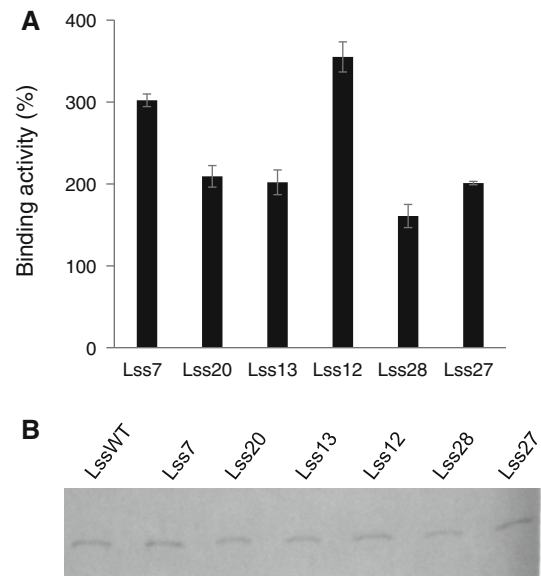 A
Binding activity (%)
400
300
200
100
0
Lss7 Lss20 Lss13 Lss12 Lss28 Lss27
B
LssWT Lss7 Lss20 Lss13 Lss12 Lss28 Lss27